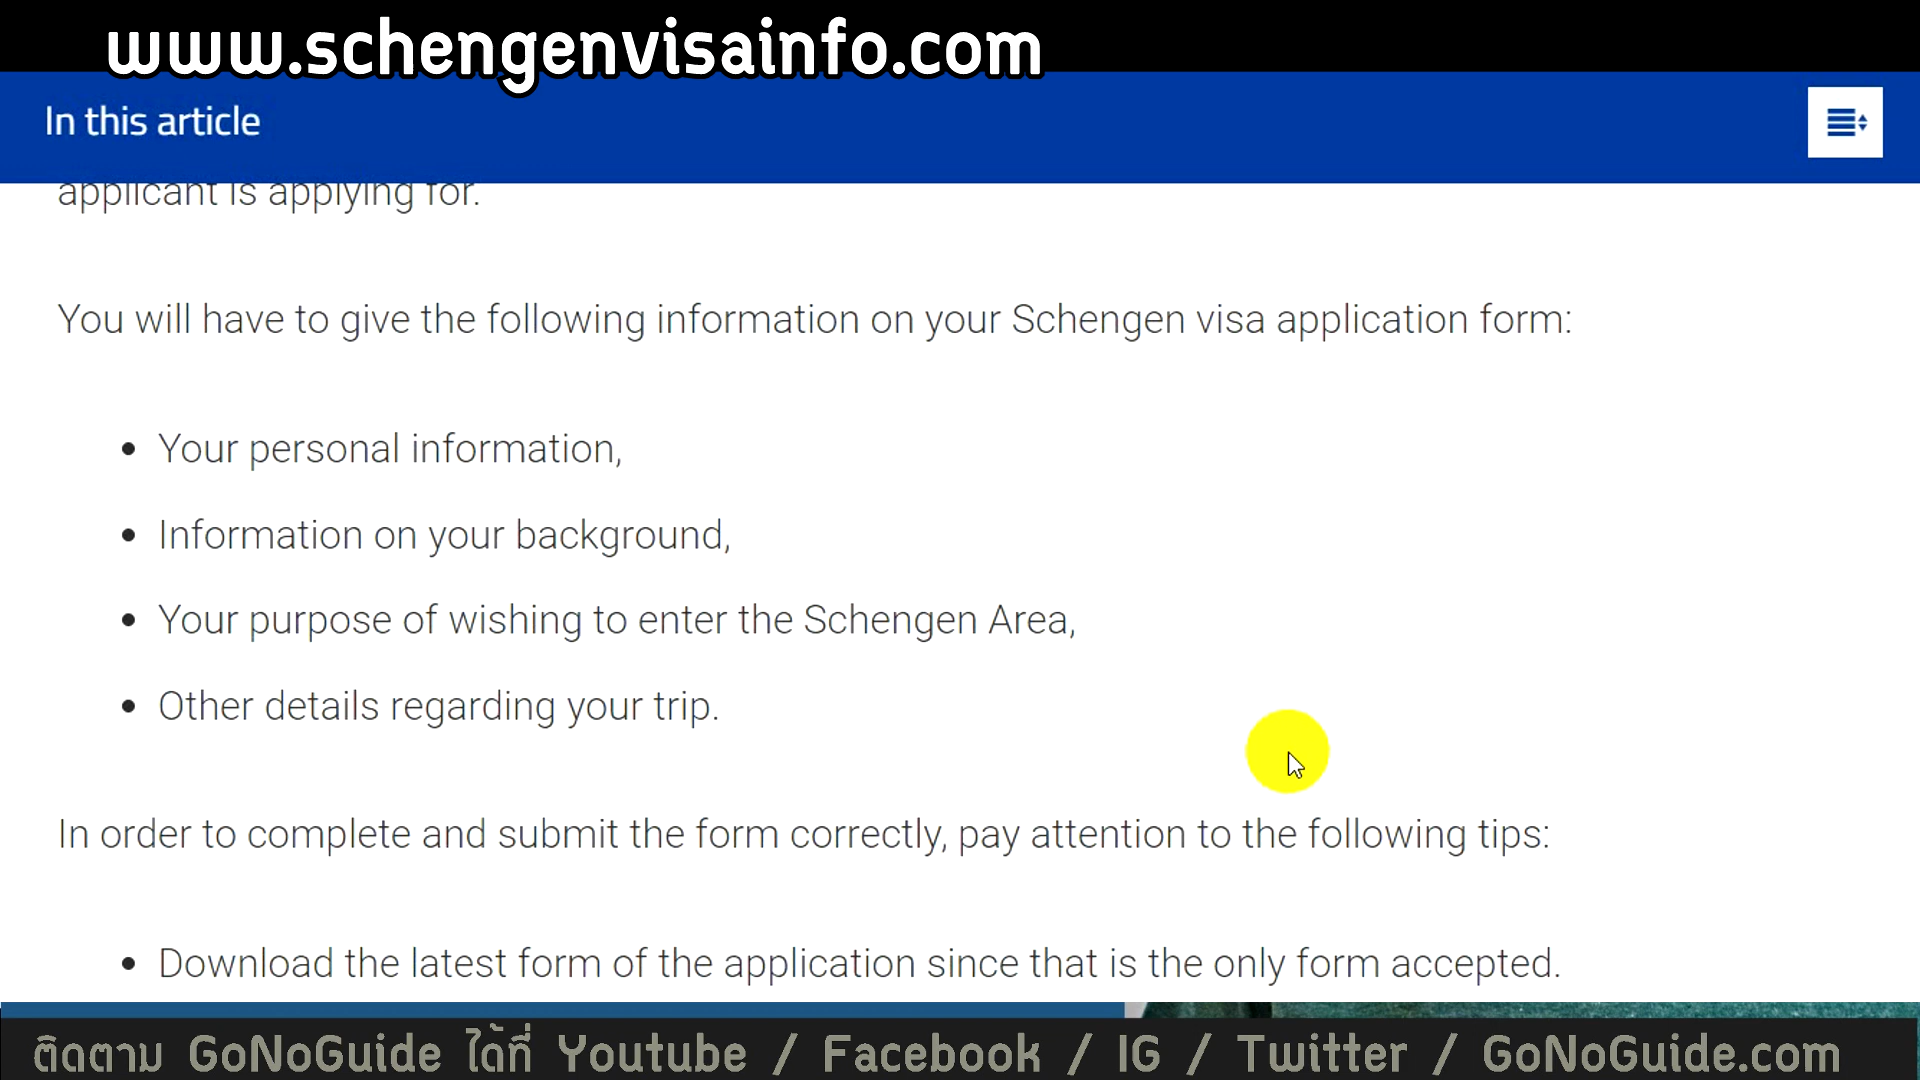 www.schengenvisainfo.com
In this article
applicant is applying for.
You will have to give the following information on your Schengen visa application form:
• Your personal information,
• Information on your background,
• Your purpose of wishing to enter the Schengen Area,
• Other details regarding your trip.
In order to complete and submit the form correctly, pay attention to the following tips:
• Download the latest form of the application since that is the only form accepted.
ติดตาม GoNoGuide ได้ที่ Youtube / Facebook / IG / Twitter / GoNoGuide.com